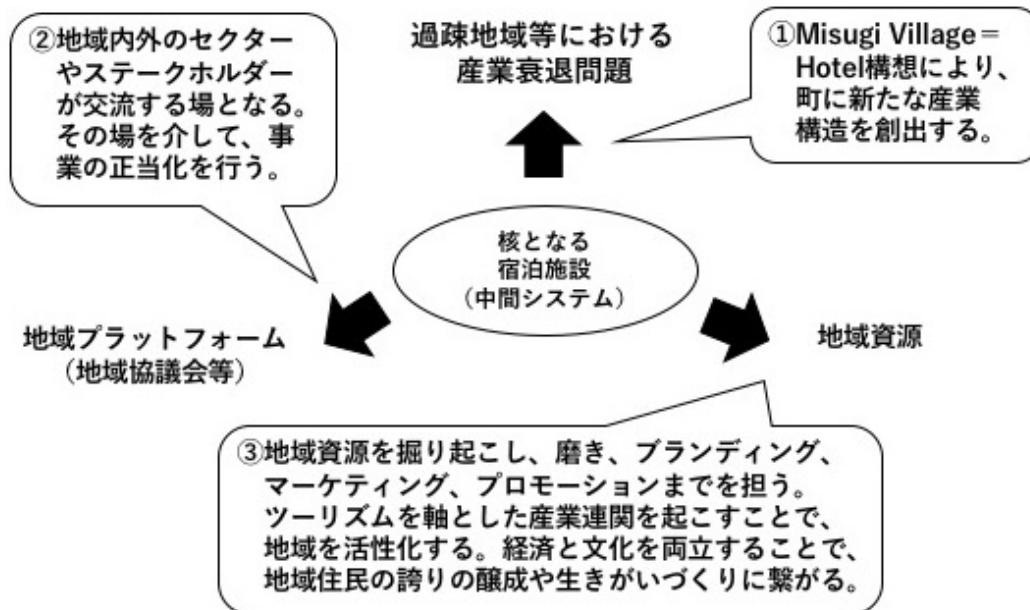 ②地域内外のセクター
やステークホルダー
が交流する場となる。
その場を介して、事
業の正当化を行う。
過疎地域等における
産業衰退問題
①Misugi Village＝
Hotel構想により、
町に新たな産業
構造を創出する。
核となる
宿泊施設
（中間システム）
地域プラットフォーム
（地域協議会等）
地域資源
③地域資源を掘り起こし、磨き、ブランディング、
マーケティング、プロモーションまでを担う。
ツーリズムを軸とした産業連関を起こすことで、
地域を活性化する。経済と文化を両立することで、
地域住民の誇りの醸成や生きがいづくりに繋がる。